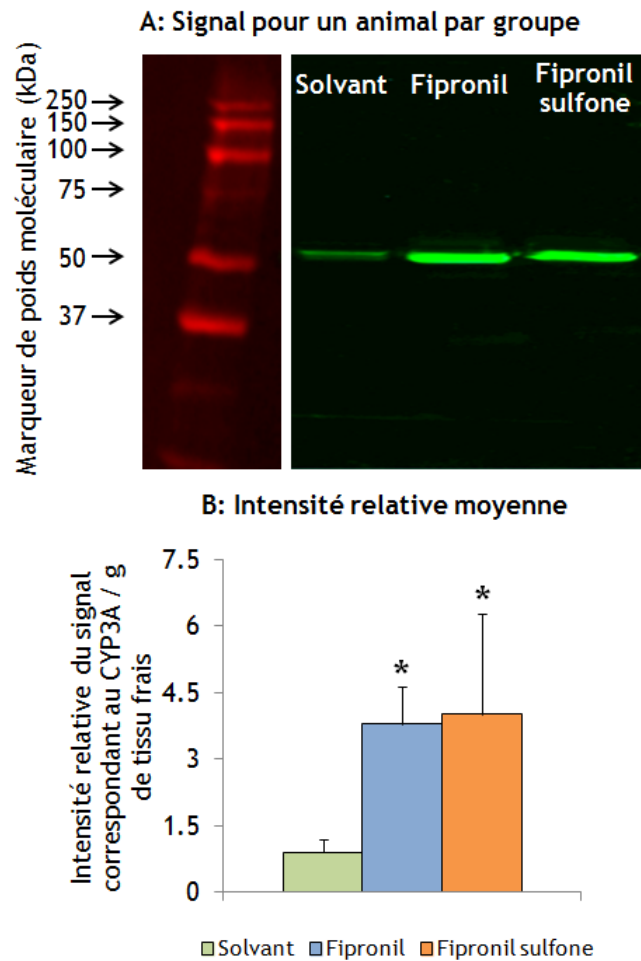 A: Signal pour un animal par groupe
Marqueur de poids moléculaire (kDa)
250
150
100
75
50
37
Solvant
Fipronil
Fipronil
sulfone
B: Intensité relative moyenne
Intensité relative du signal
correspondant au CYP3A / g
de tissu frais
7.5
6
4.5
3
1.5
0
*
*
Solvant
Fipronil
Fipronil sulfone